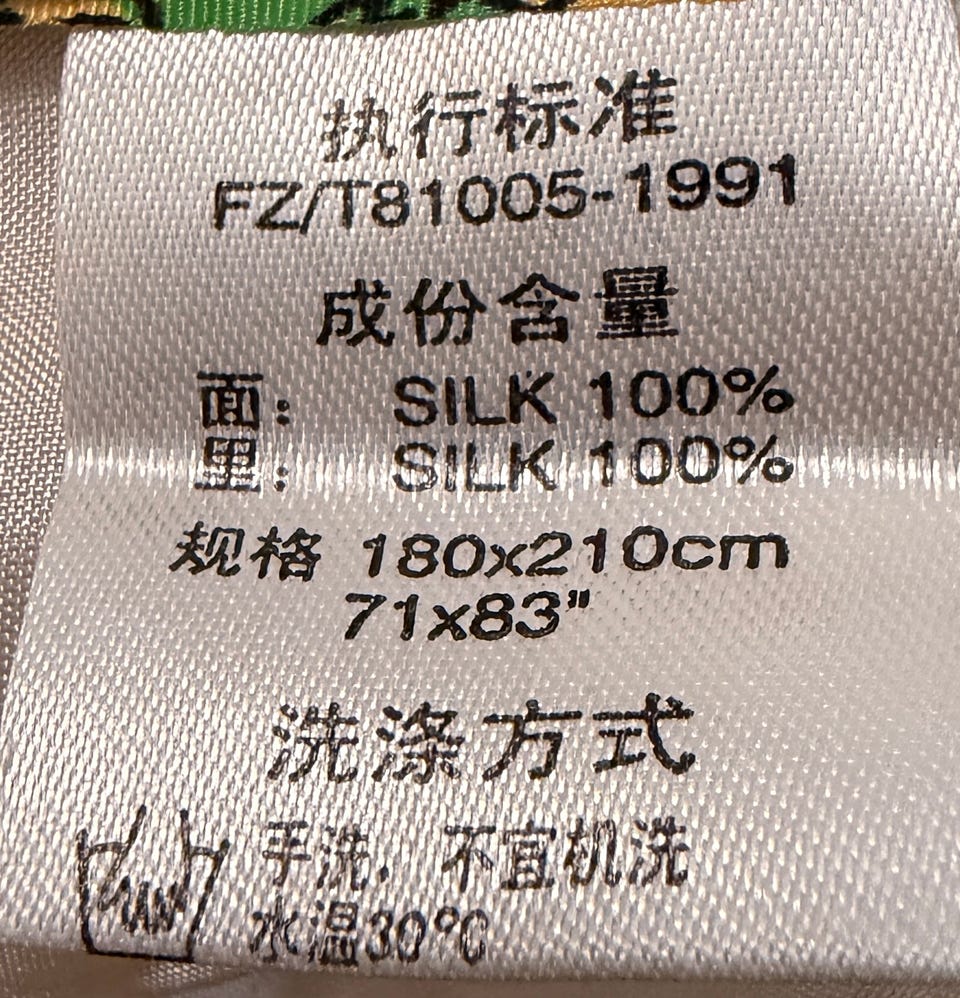 执行标准
FZ/T81005-1991
成份含量
面: SILK 100%
里: SILK 100%
规格 180x210cm
71x83"
洗涤方式
手洗, 不宜机洗
水温30℃